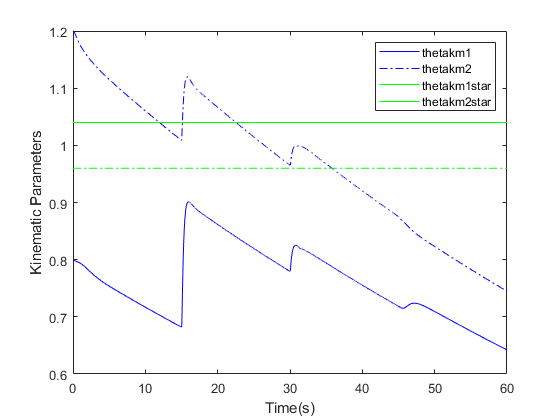 1.2
1.1
1
0.9
0.8
0.7
0.6
Kinematic Parameters
thetakm1
thetakm2
thetakm1star
thetakm2star
0 10 20 30 40 50 60
Time(s)